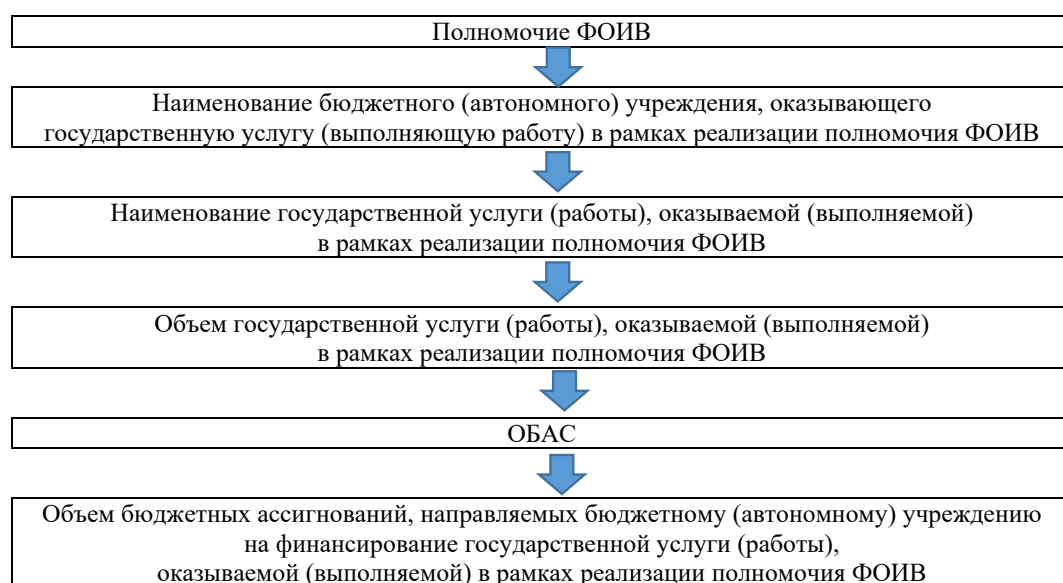 Полномочие ФОИВ
Наименование бюджетного (автономного) учреждения, оказывающего
государственную услугу (выполняющую работу) в рамках реализации полномочия ФОИВ
Наименование государственной услуги (работы), оказываемой (выполняемой)
в рамках реализации полномочия ФОИВ
Объем государственной услуги (работы), оказываемой (выполняемой)
в рамках реализации полномочия ФОИВ
ОБАС
Объем бюджетных ассигнований, направляемых бюджетному (автономному) учреждению
на финансирование государственной услуги (работы),
оказываемой (выполняемой) в рамках реализации полномочия ФОИВ